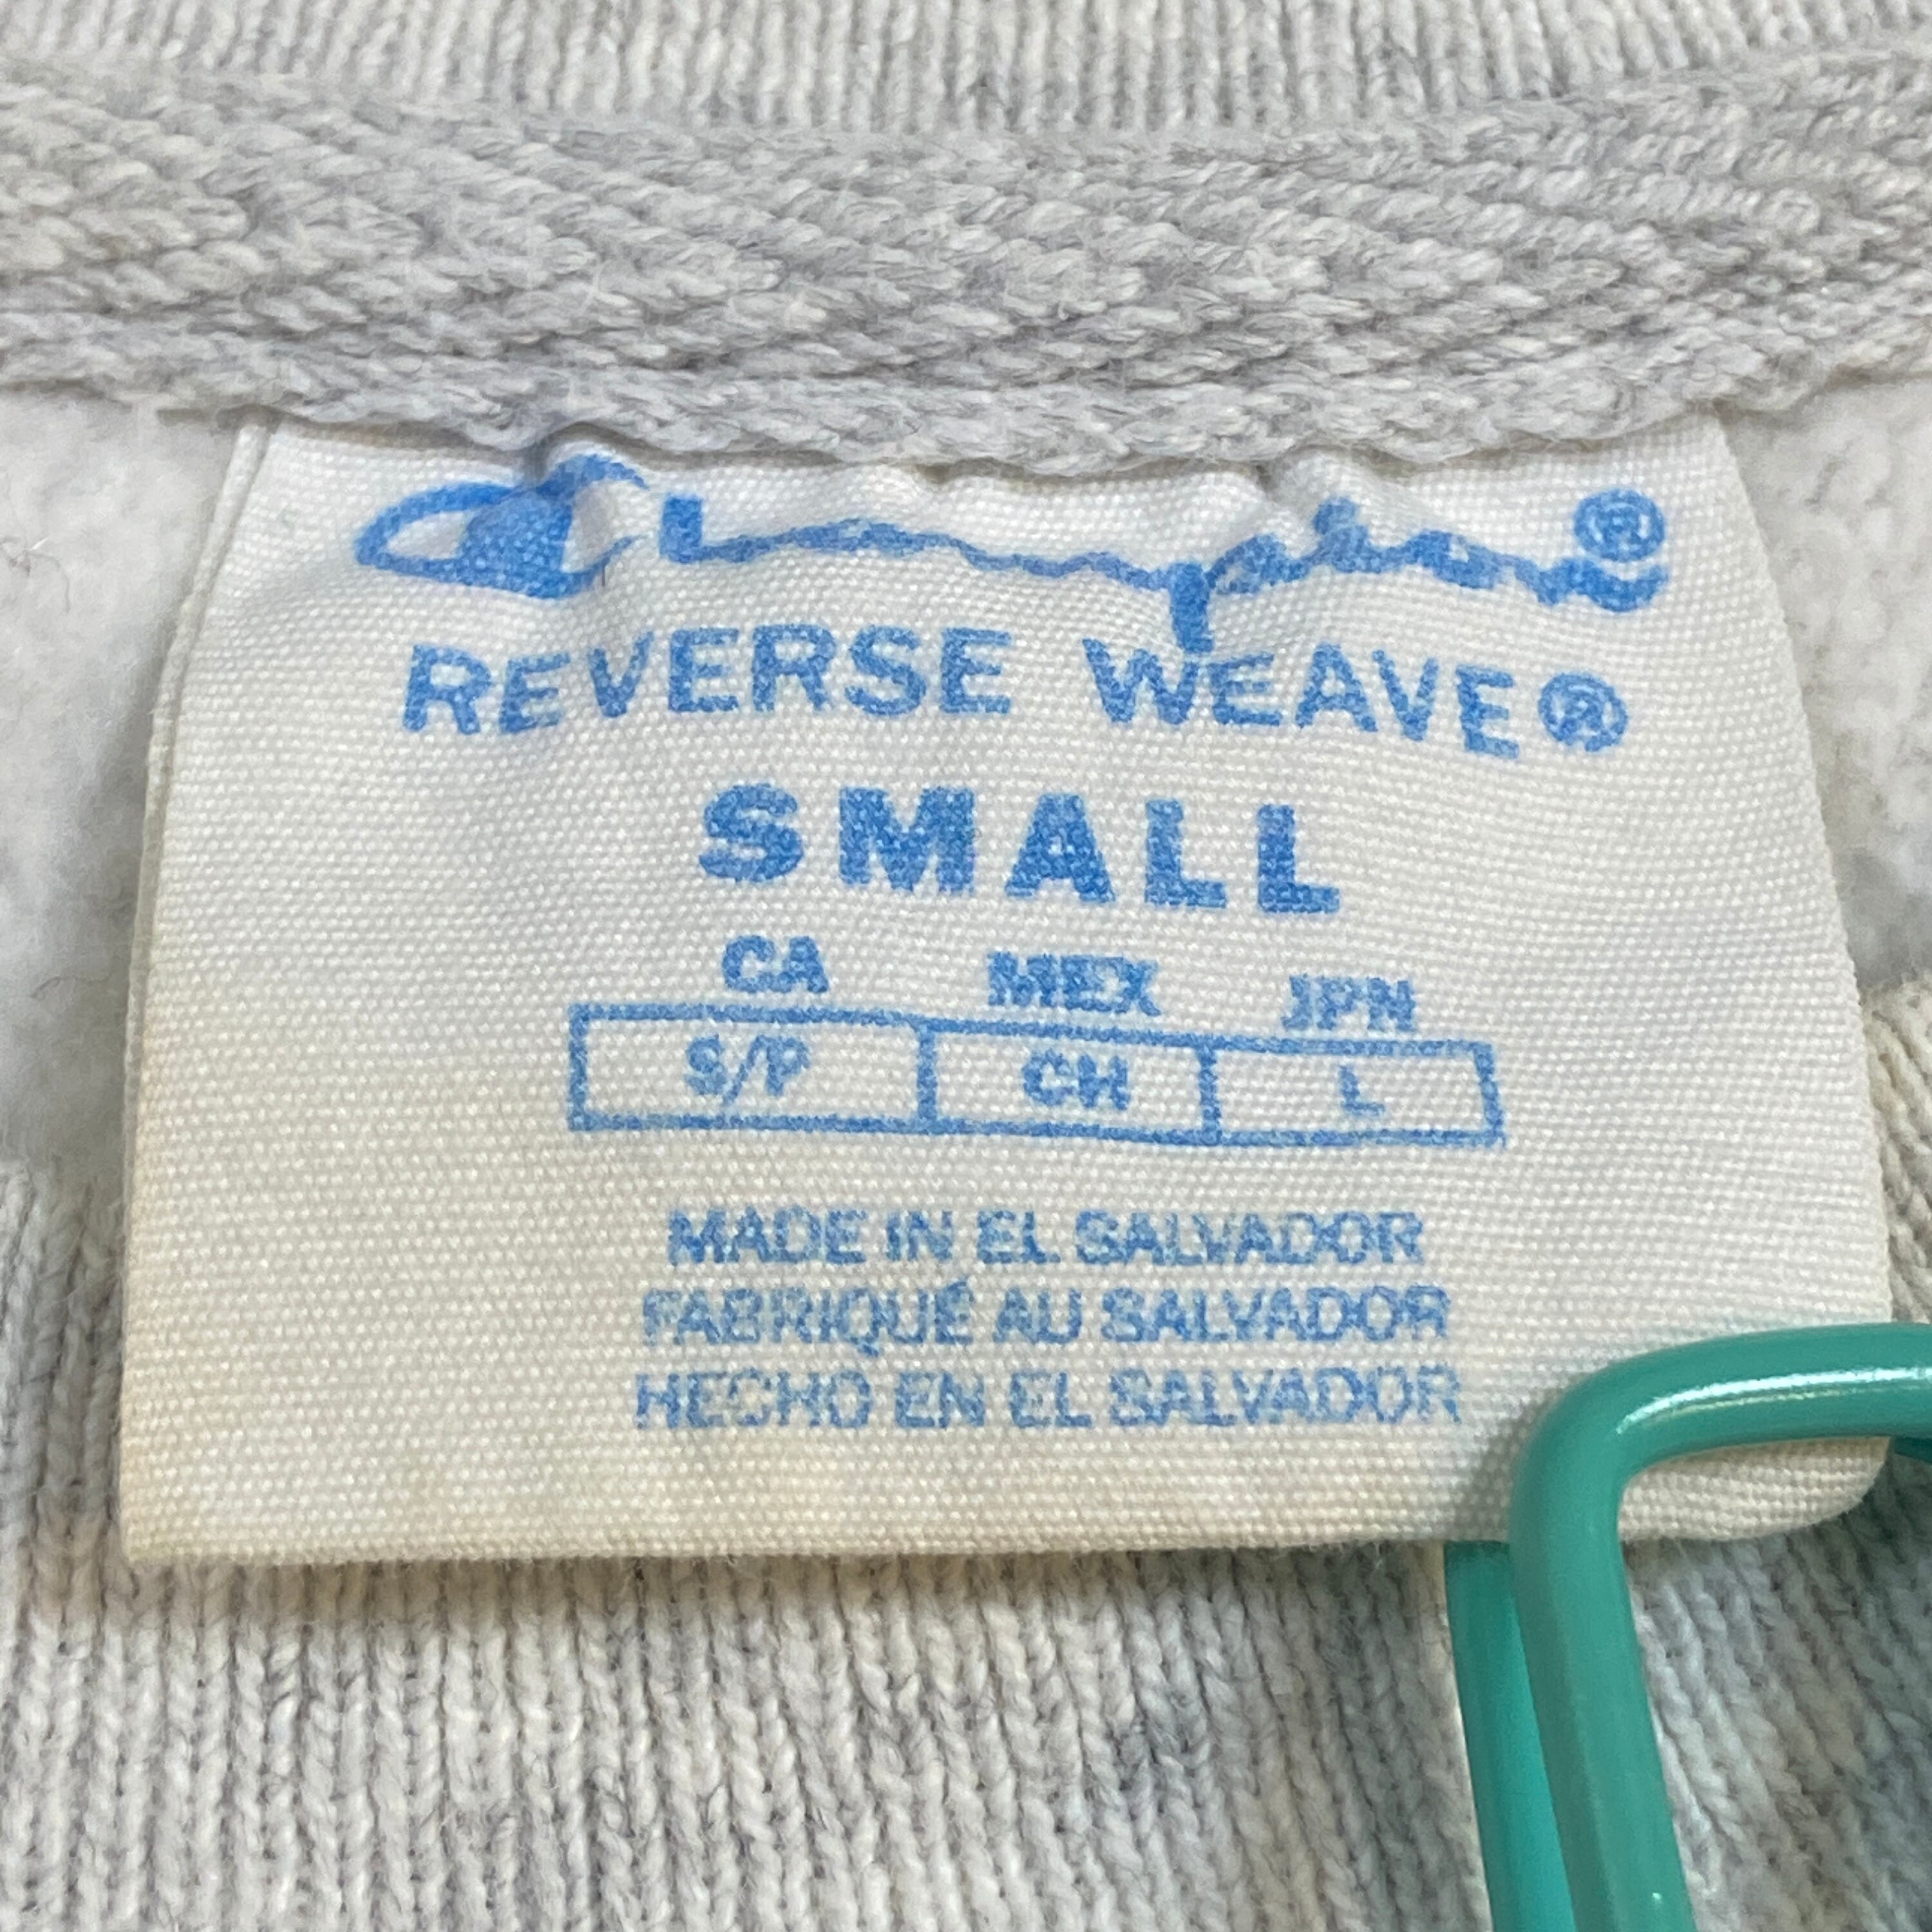 Champion®
REVERSE WEAVE®
SMALL
CA MEX JPN
S/P CH L
MADE IN EL SALVADOR
FABRIQUÉ AU SALVADOR
HECHO EN EL SALVADOR